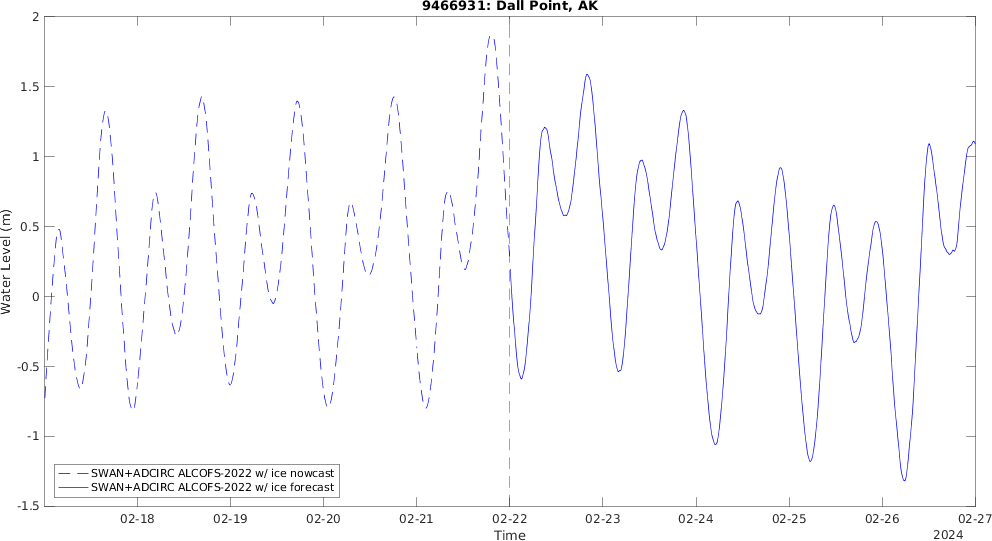 9466931: Dall Point, AK
2
1.5
1
0.5
0
-0.5
-1
-1.5
Water Level (m)
SWAN+ADCIRC ALCOFS-2022 w/ ice nowcast
SWAN+ADCIRC ALCOFS-2022 w/ ice forecast
02-18 02-19 02-20 02-21 02-22 02-23 02-24 02-25 02-26 02-27
Time
2024